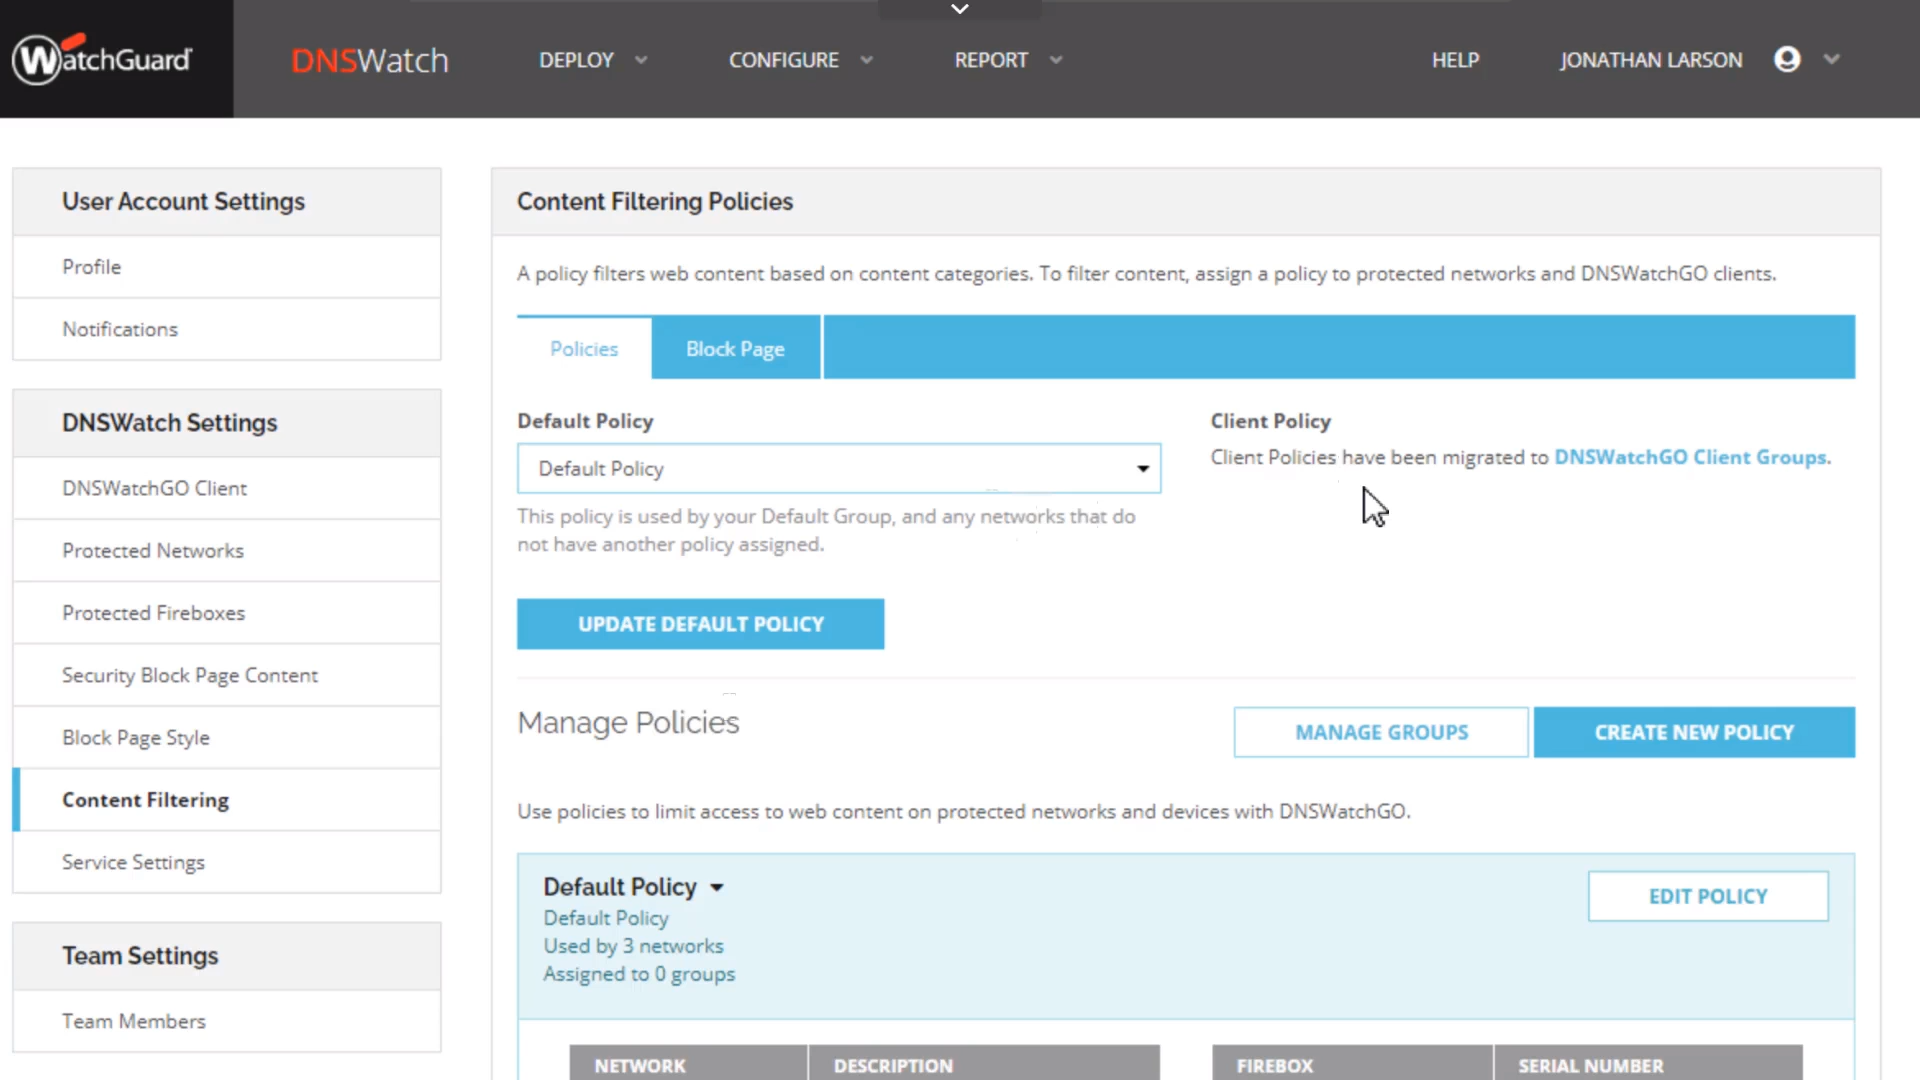 WatchGuard
DNSWatch
DEPLOY
CONFIGURE
REPORT
HELP
JONATHAN LARSON
User Account Settings
Profile
Notifications
DNSWatch Settings
DNSWatchGO Client
Protected Networks
Protected Fireboxes
Security Block Page Content
Block Page Style
Content Filtering
Service Settings
Team Settings
Team Members
Content Filtering Policies
A policy filters web content based on content categories. To filter content, assign a policy to protected networks and DNSWatchGO clients.
Policies
Block Page
Default Policy
Default Policy
This policy is used by your Default Group, and any networks that do
not have another policy assigned.
UPDATE DEFAULT POLICY
Client Policy
Client Policies have been migrated to DNSWatchGO Client Groups.
Manage Policies
MANAGE GROUPS
CREATE NEW POLICY
Use policies to limit access to web content on protected networks and devices with DNSWatchGO.
Default Policy
Default Policy
Used by 3 networks
Assigned to 0 groups
EDIT POLICY
NETWORK
DESCRIPTION
FIREBOX
SERIAL NUMBER